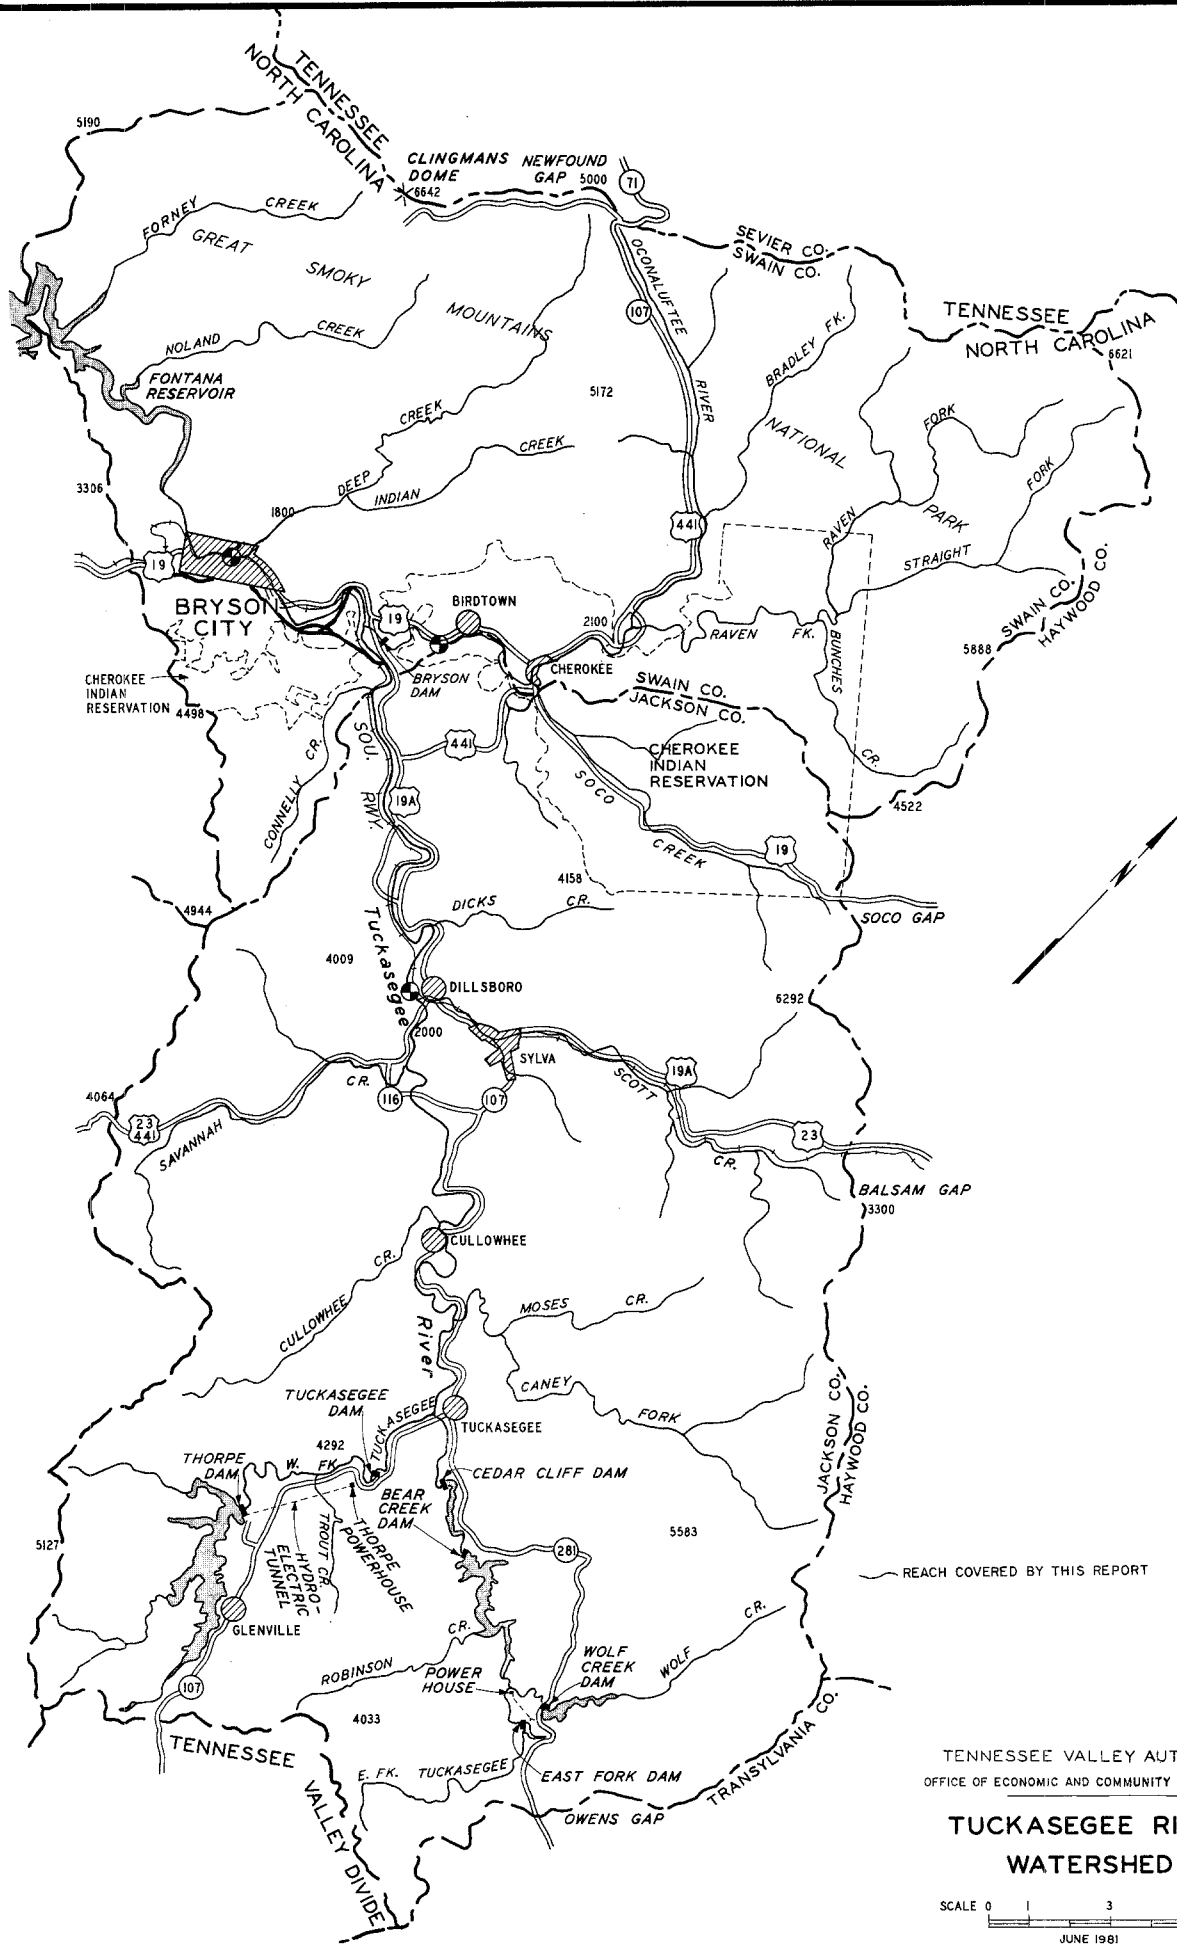 TENNESSEE
NORTH CAROLINA
5190
CLINGMANS
DOME
6642
NEWFOUND
GAP 5000
71
FORNEY CREEK
GREAT
SMOKY
MOUNTAINS
NATIONAL
PARK
SEVIER CO.
SWAIN CO.
OCONALUFTEE
RIVER
107
BRADLEY FK.
TENNESSEE
NORTH CAROLINA
6621
NOLAND CREEK
FONTANA
RESERVOIR
5172
DEEP CREEK
INDIAN CREEK
RAVEN FORK
STRAIGHT FORK
3306
1800
441
19
BRYSON
CITY
19
BIRDTOWN
2100
RAVEN FK.
BUNCHES CR.
SWAIN CO.
HAYWOOD CO.
5888
CHEROKEE
INDIAN
RESERVATION
4498
BRYSON
DAM
CHEROKEE
SWAIN CO.
JACKSON CO.
CONNELLY CR.
SOU. RWY.
441
CHEROKEE
INDIAN
RESERVATION
19A
SOCO CREEK
4522
19
4158
4944
DICKS CR.
SOCO GAP
4009
Tuckasegee
DILLSBORO
2000
6292
SYLVA
SCOTT CR.
19A
CR.
116
107
4064
23
441
SAVANNAH
23
BALSAM GAP
3300
CULLOWHEE
CULLOWHEE CR.
River
MOSES CR.
CANEY FORK
TUCKASEGEE
DAM
TUCKASEGEE
TUCKASEGEE
JACKSON CO.
HAYWOOD CO.
4292
W. FK.
THORPE
DAM
CEDAR CLIFF DAM
BEAR
CREEK
DAM
5583
5127
TROUT CR.
THORPE
POWERHOUSE
HYDRO-
ELECTRIC
TUNNEL
281
REACH COVERED BY THIS REPORT
GLENVILLE
ROBINSON CR.
POWER
HOUSE
WOLF
CREEK
DAM
WOLF CR.
107
4033
TENNESSEE
VALLEY DIVIDE
E. FK. TUCKASEGEE
EAST FORK DAM
OWENS GAP
TRANSYLVANIA CO.
TENNESSEE VALLEY AUT
OFFICE OF ECONOMIC AND COMMUNITY
TUCKASEGEE RI
WATERSHED
SCALE 0 1 3
JUNE 1981